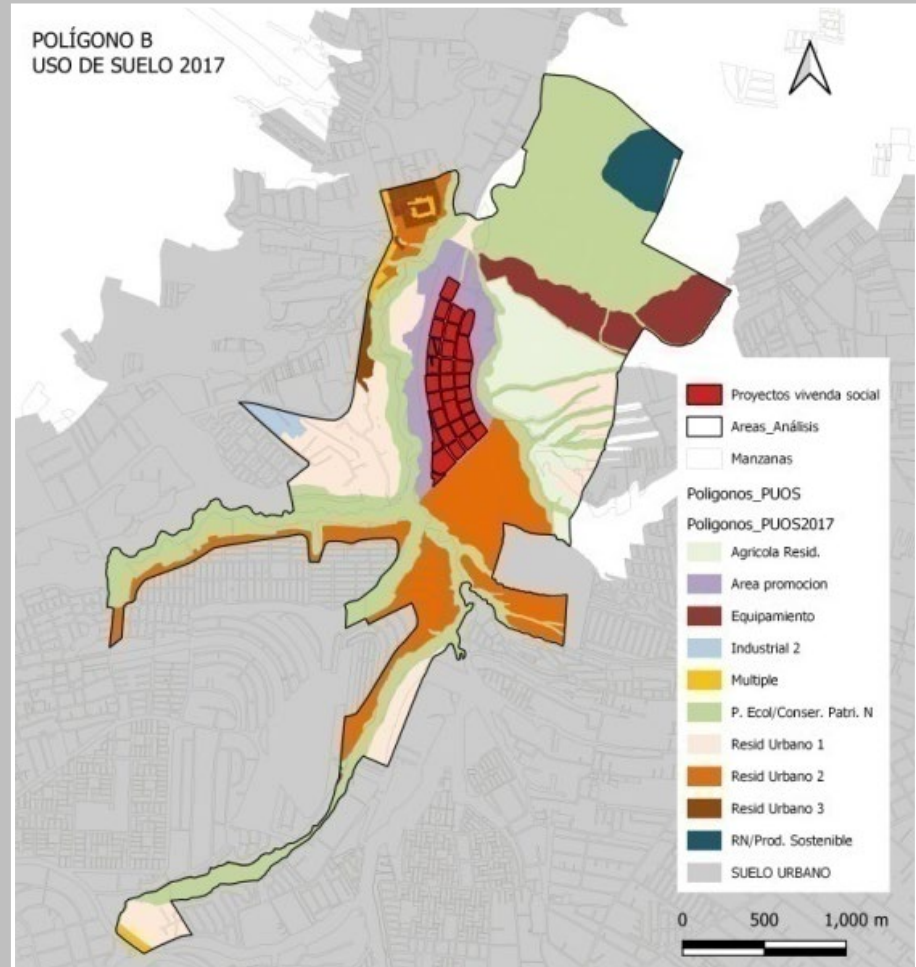 POLÍGONO B
USO DE SUELO 2017
Proyectos vivenda social
Areas_Análisis
Manzanas
Poligonos_PUOS
Poligonos_PUOS2017
Agricola Resid.
Area promocion
Equipamiento
Industrial 2
Multiple
P. Ecol/Conser. Patri. N
Resid Urbano 1
Resid Urbano 2
Resid Urbano 3
RN/Prod. Sostenible
SUELO URBANO
0 500 1,000 m